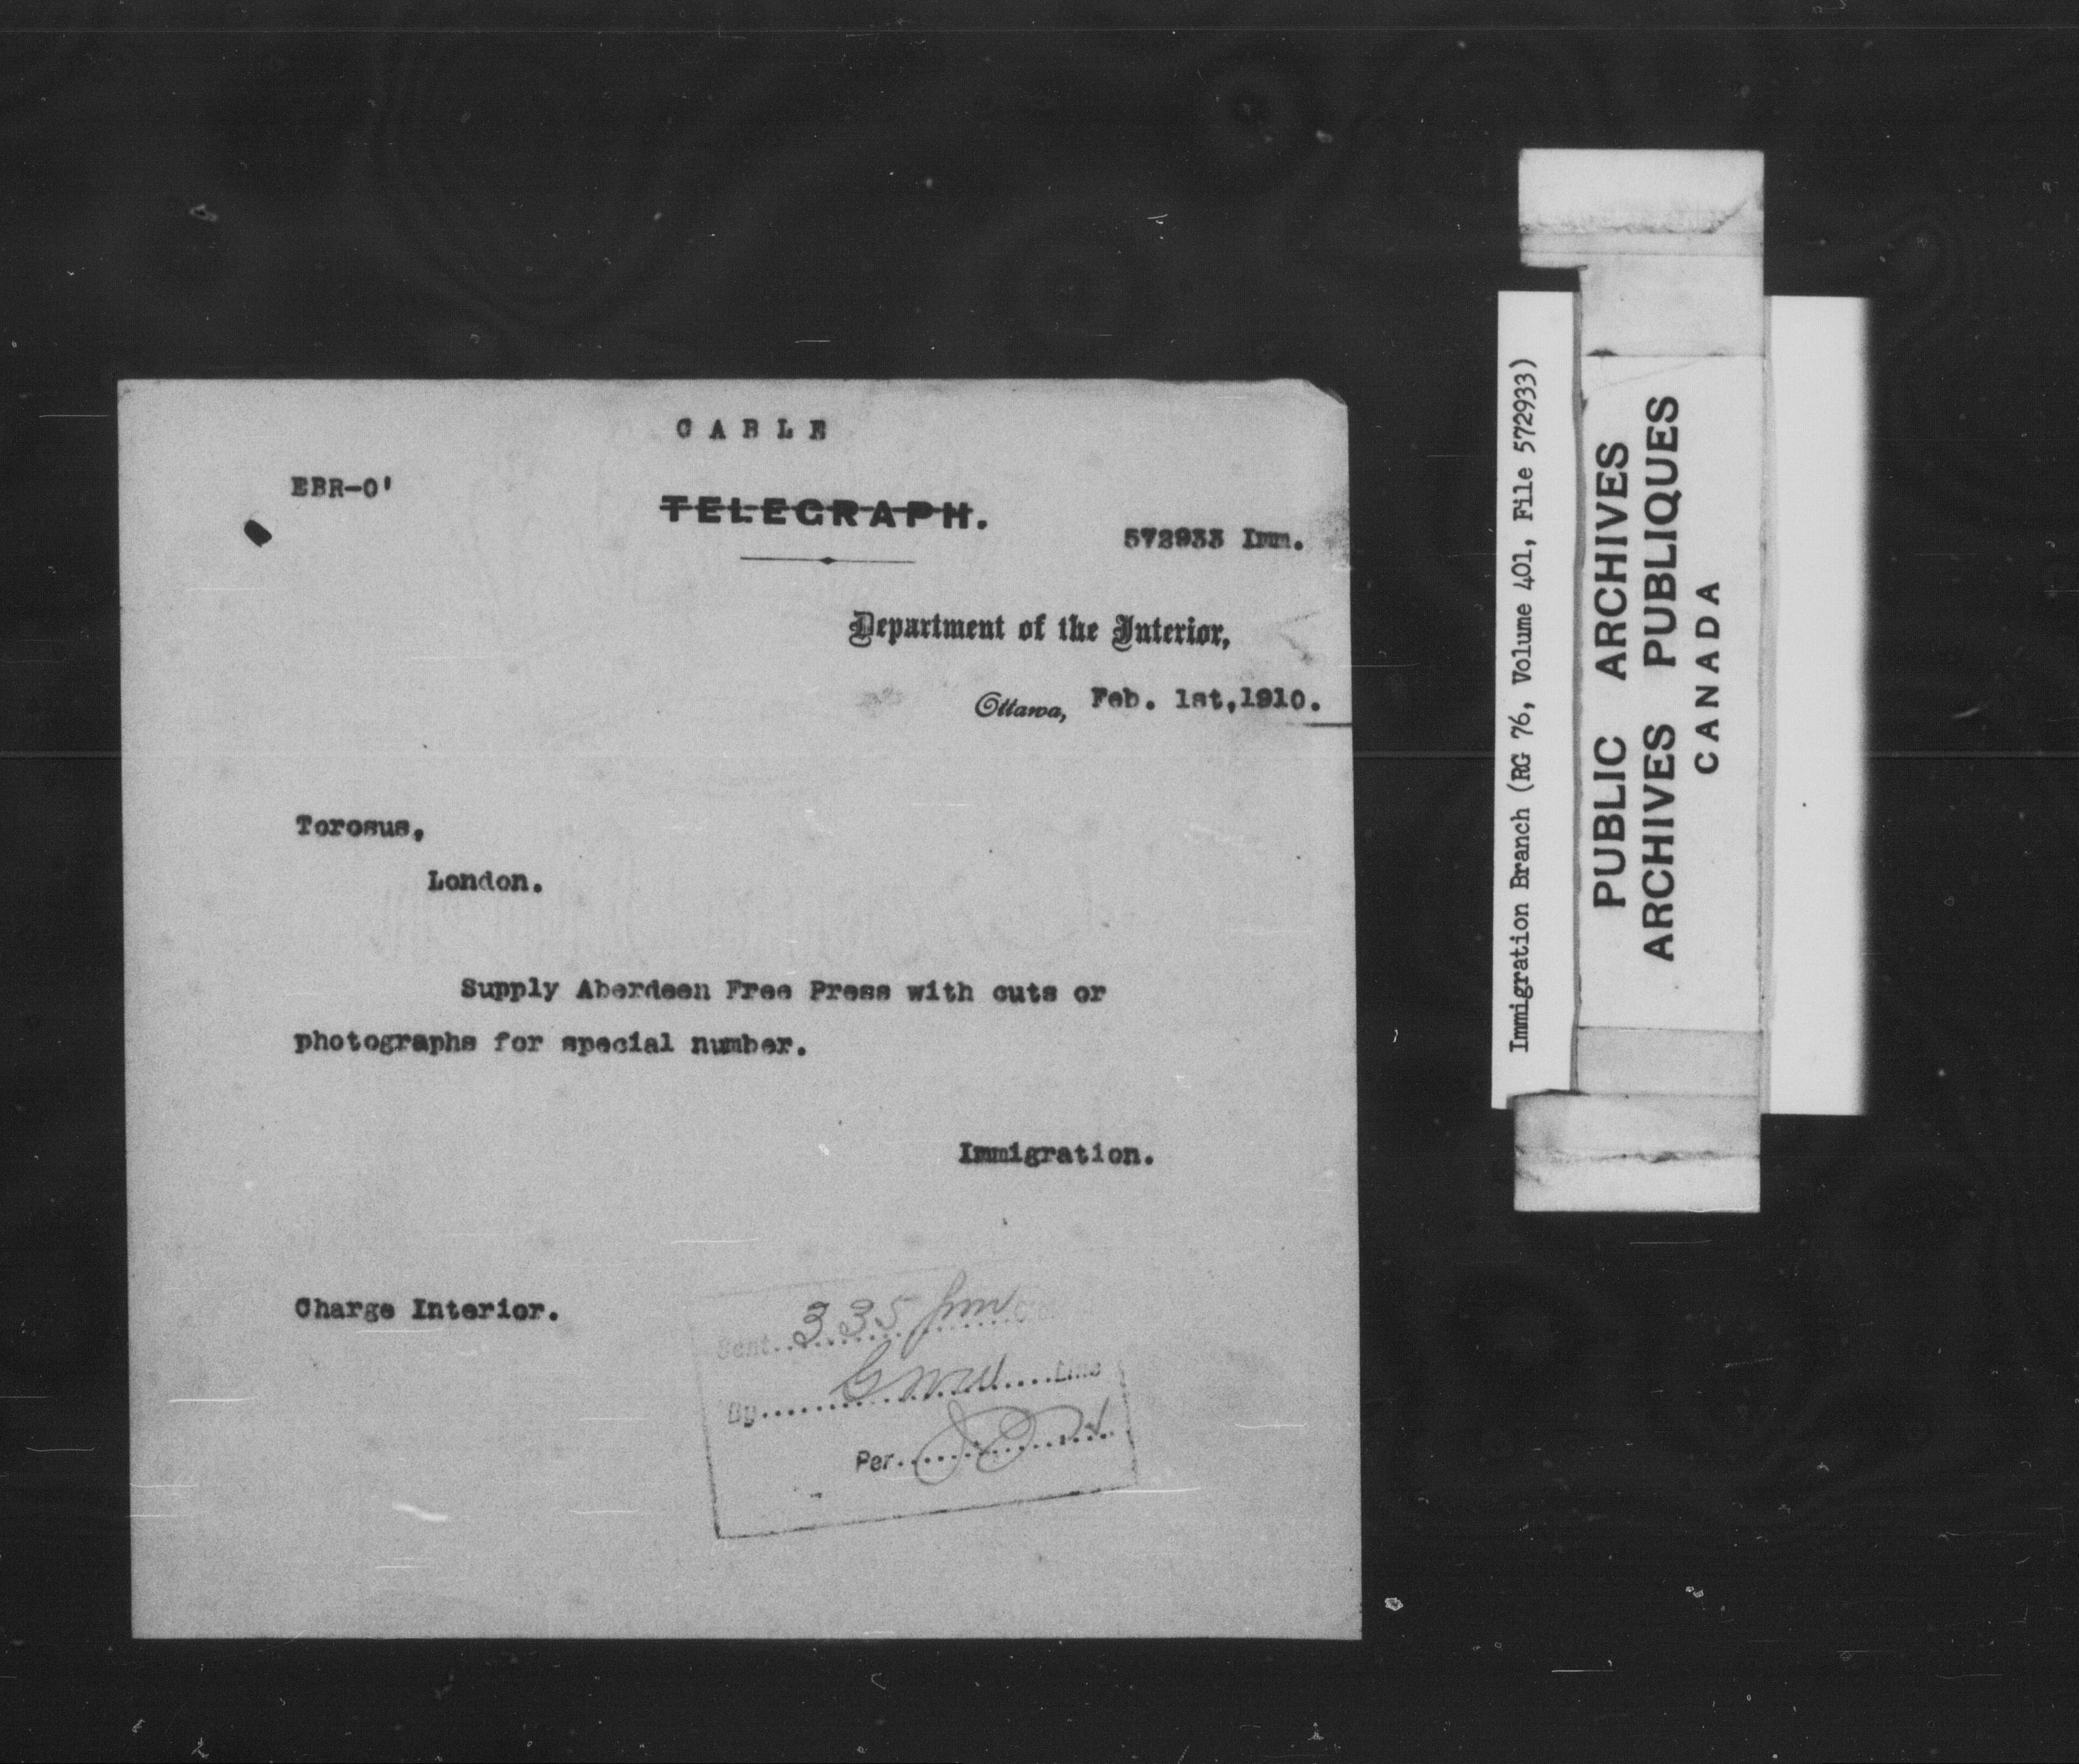 CABLE
EBR-O'
TELEGRAPH.
572933 Imm.
Department of the Interior,
Ottawa, Feb. 1st,1910.
Torosus,
London.
Supply Aberdeen Free Press with cuts or
photographs for special number.
Immigration.
Charge Interior.
Sent 3 35 pm
By Line
Per
Immigration Branch (RG 76, Volume 401, File 572933)
PUBLIC ARCHIVES
ARCHIVES PUBLIQUES
CANADA